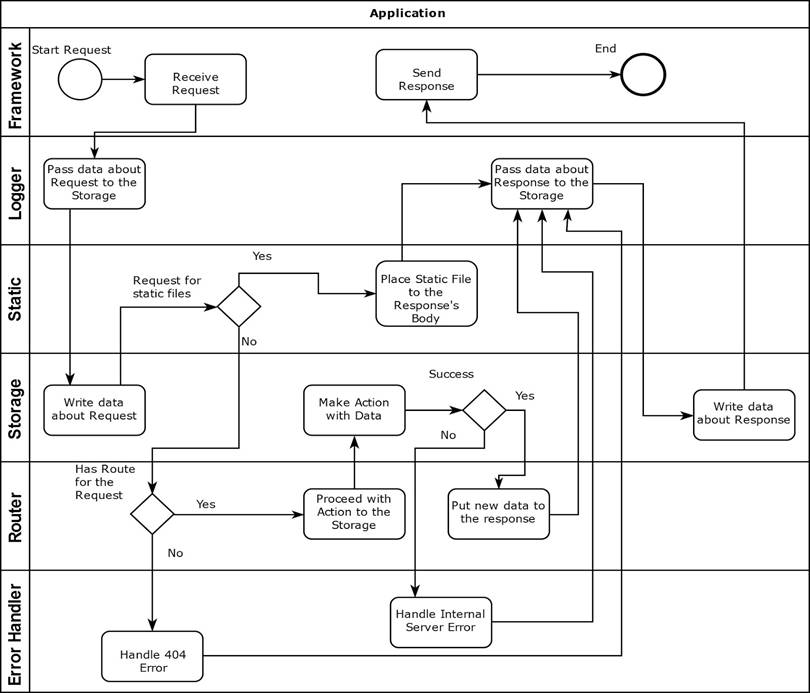 Application
Framework
Start Request
Receive
Request
Send
Response
End
Logger
Pass data about
Request to the
Storage
Pass data about
Response to the
Storage
Static
Request for
static files
Yes
No
Place Static File
to the
Response's
Body
Storage
Write data
about Request
Make Action
with Data
Success
Yes
No
Write data
about Response
Router
Has Route
for the
Request
Yes
No
Proceed with
Action to the
Storage
Put new data to
the response
Error Handler
Handle 404
Error
Handle Internal
Server Error